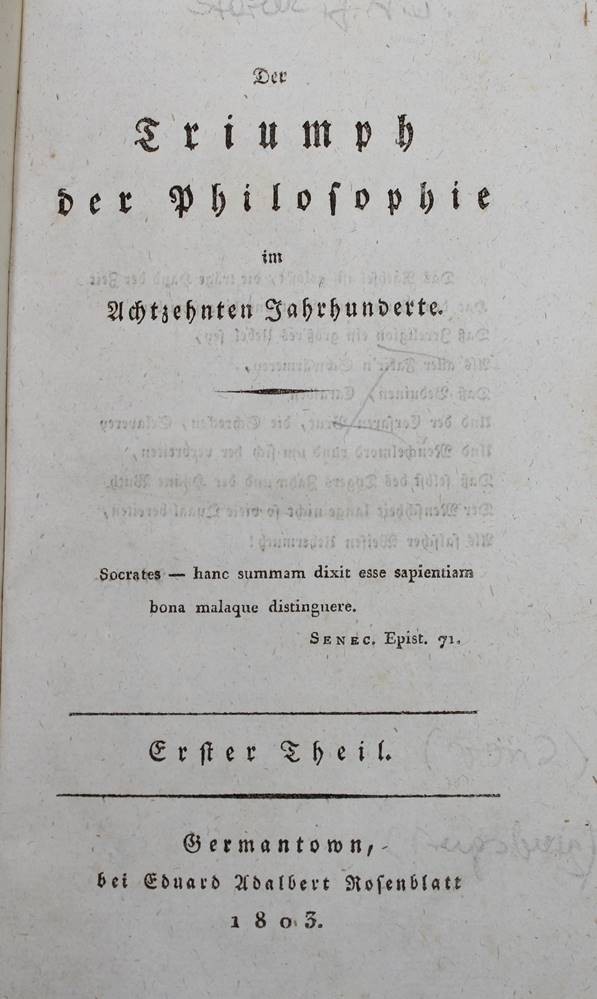 Der
Triumph
der Philosophie
im
Achtzehnten Jahrhunderte.
Socrates — hanc summam dixit esse sapientiam
bona malaque distinguere.
SENEC. Epist. 71.
Erster Theil.
Germantown,
bei Eduard Adalbert Rosenblatt
1803.